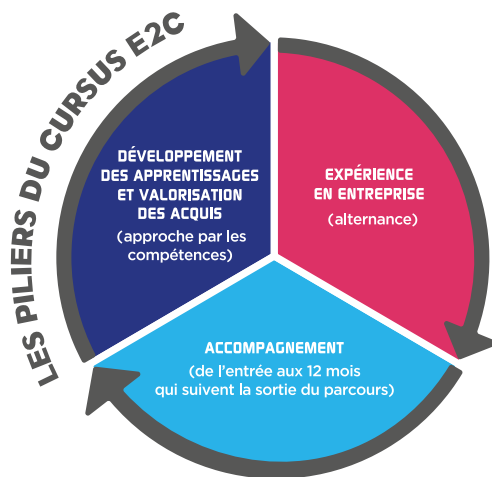 LES PILIERS DU CURSUS E2C
DÉVELOPPEMENT
DES APPRENTISSAGES
ET VALORISATION
DES ACQUIS
(approche par les
compétences)
EXPÉRIENCE
EN ENTREPRISE
(alternance)
ACCOMPAGNEMENT
(de l'entrée aux 12 mois
qui suivent la sortie du parcours)